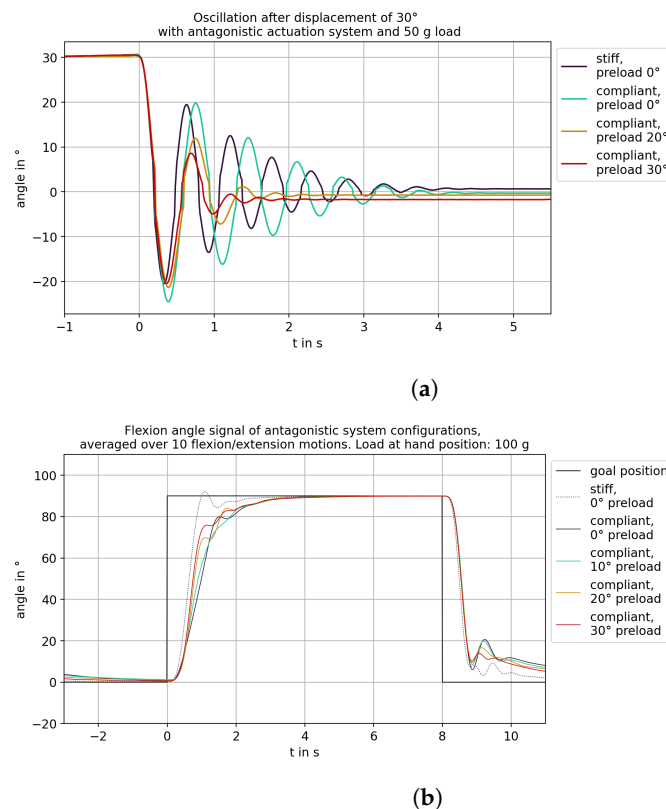 Oscillation after displacement of 30°
with antagonistic actuation system and 50 g load
angle in °
30
20
10
0
−10
−20
−1
0
1
2
3
4
5
t in s
stiff,
preload 0°
compliant,
preload 0°
compliant,
preload 20°
compliant,
preload 30°
(a)
Flexion angle signal of antagonistic system configurations,
averaged over 10 flexion/extension motions. Load at hand position: 100 g
angle in °
100
80
60
40
20
0
−20
−2
0
2
4
6
8
10
t in s
goal position
stiff,
0° preload
compliant,
0° preload
compliant,
10° preload
compliant,
20° preload
compliant,
30° preload
(b)